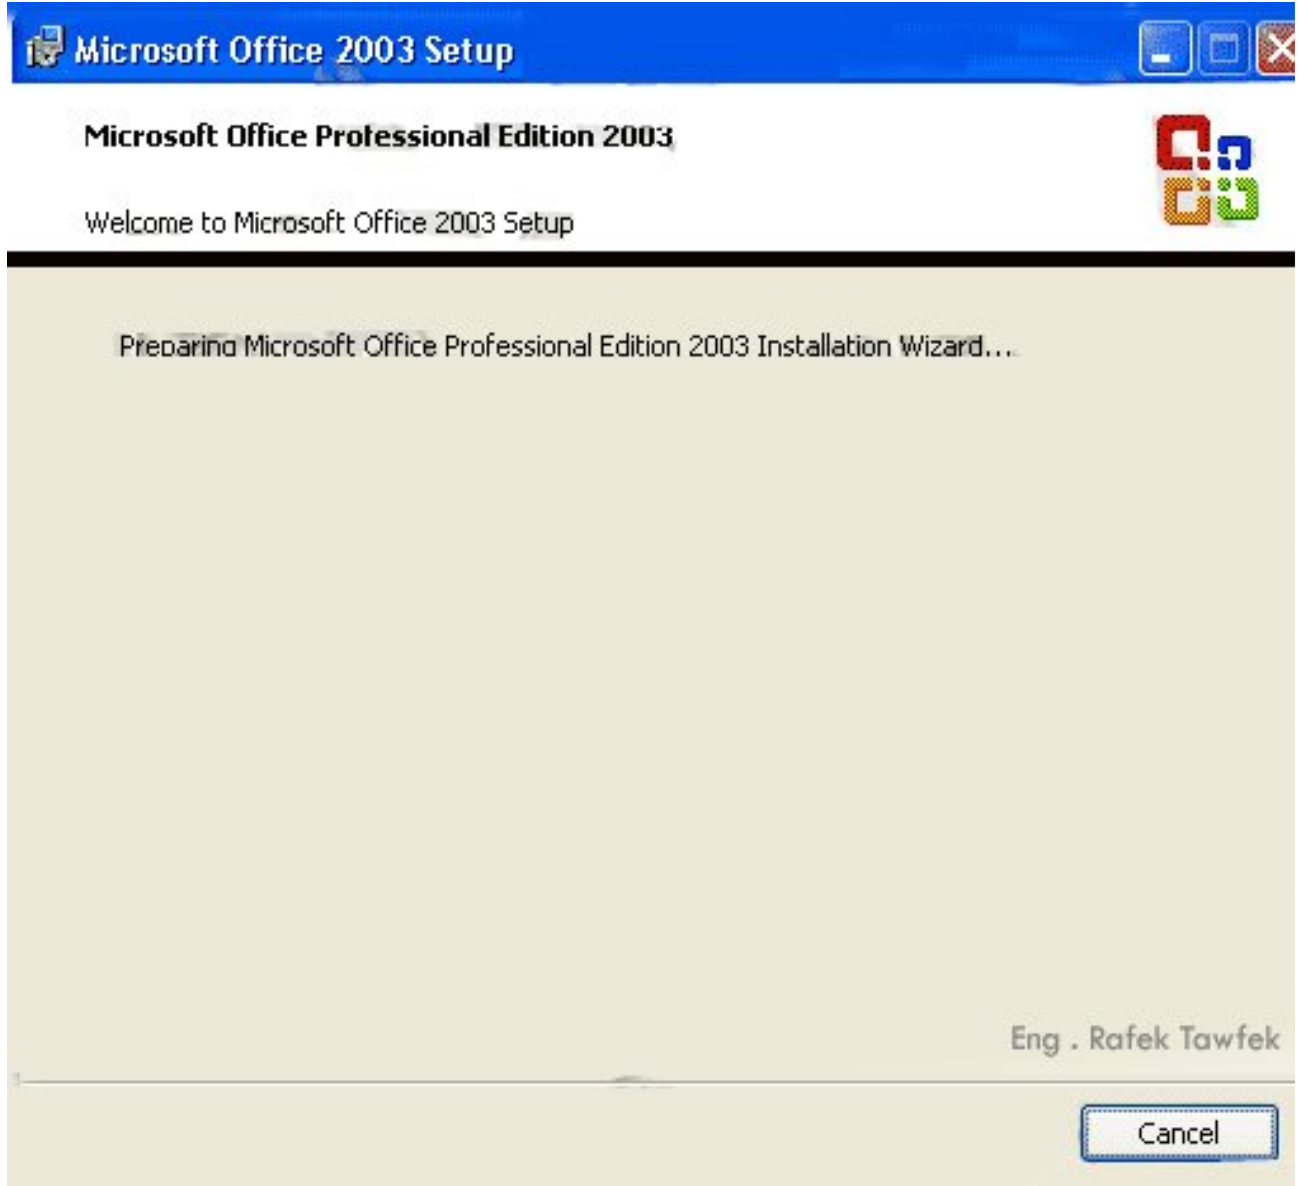 Microsoft Office 2003 Setup
Microsoft Office Professional Edition 2003
Welcome to Microsoft Office 2003 Setup
Preparing Microsoft Office Professional Edition 2003 Installation Wizard...
Eng . Rafek Tawfek
Cancel